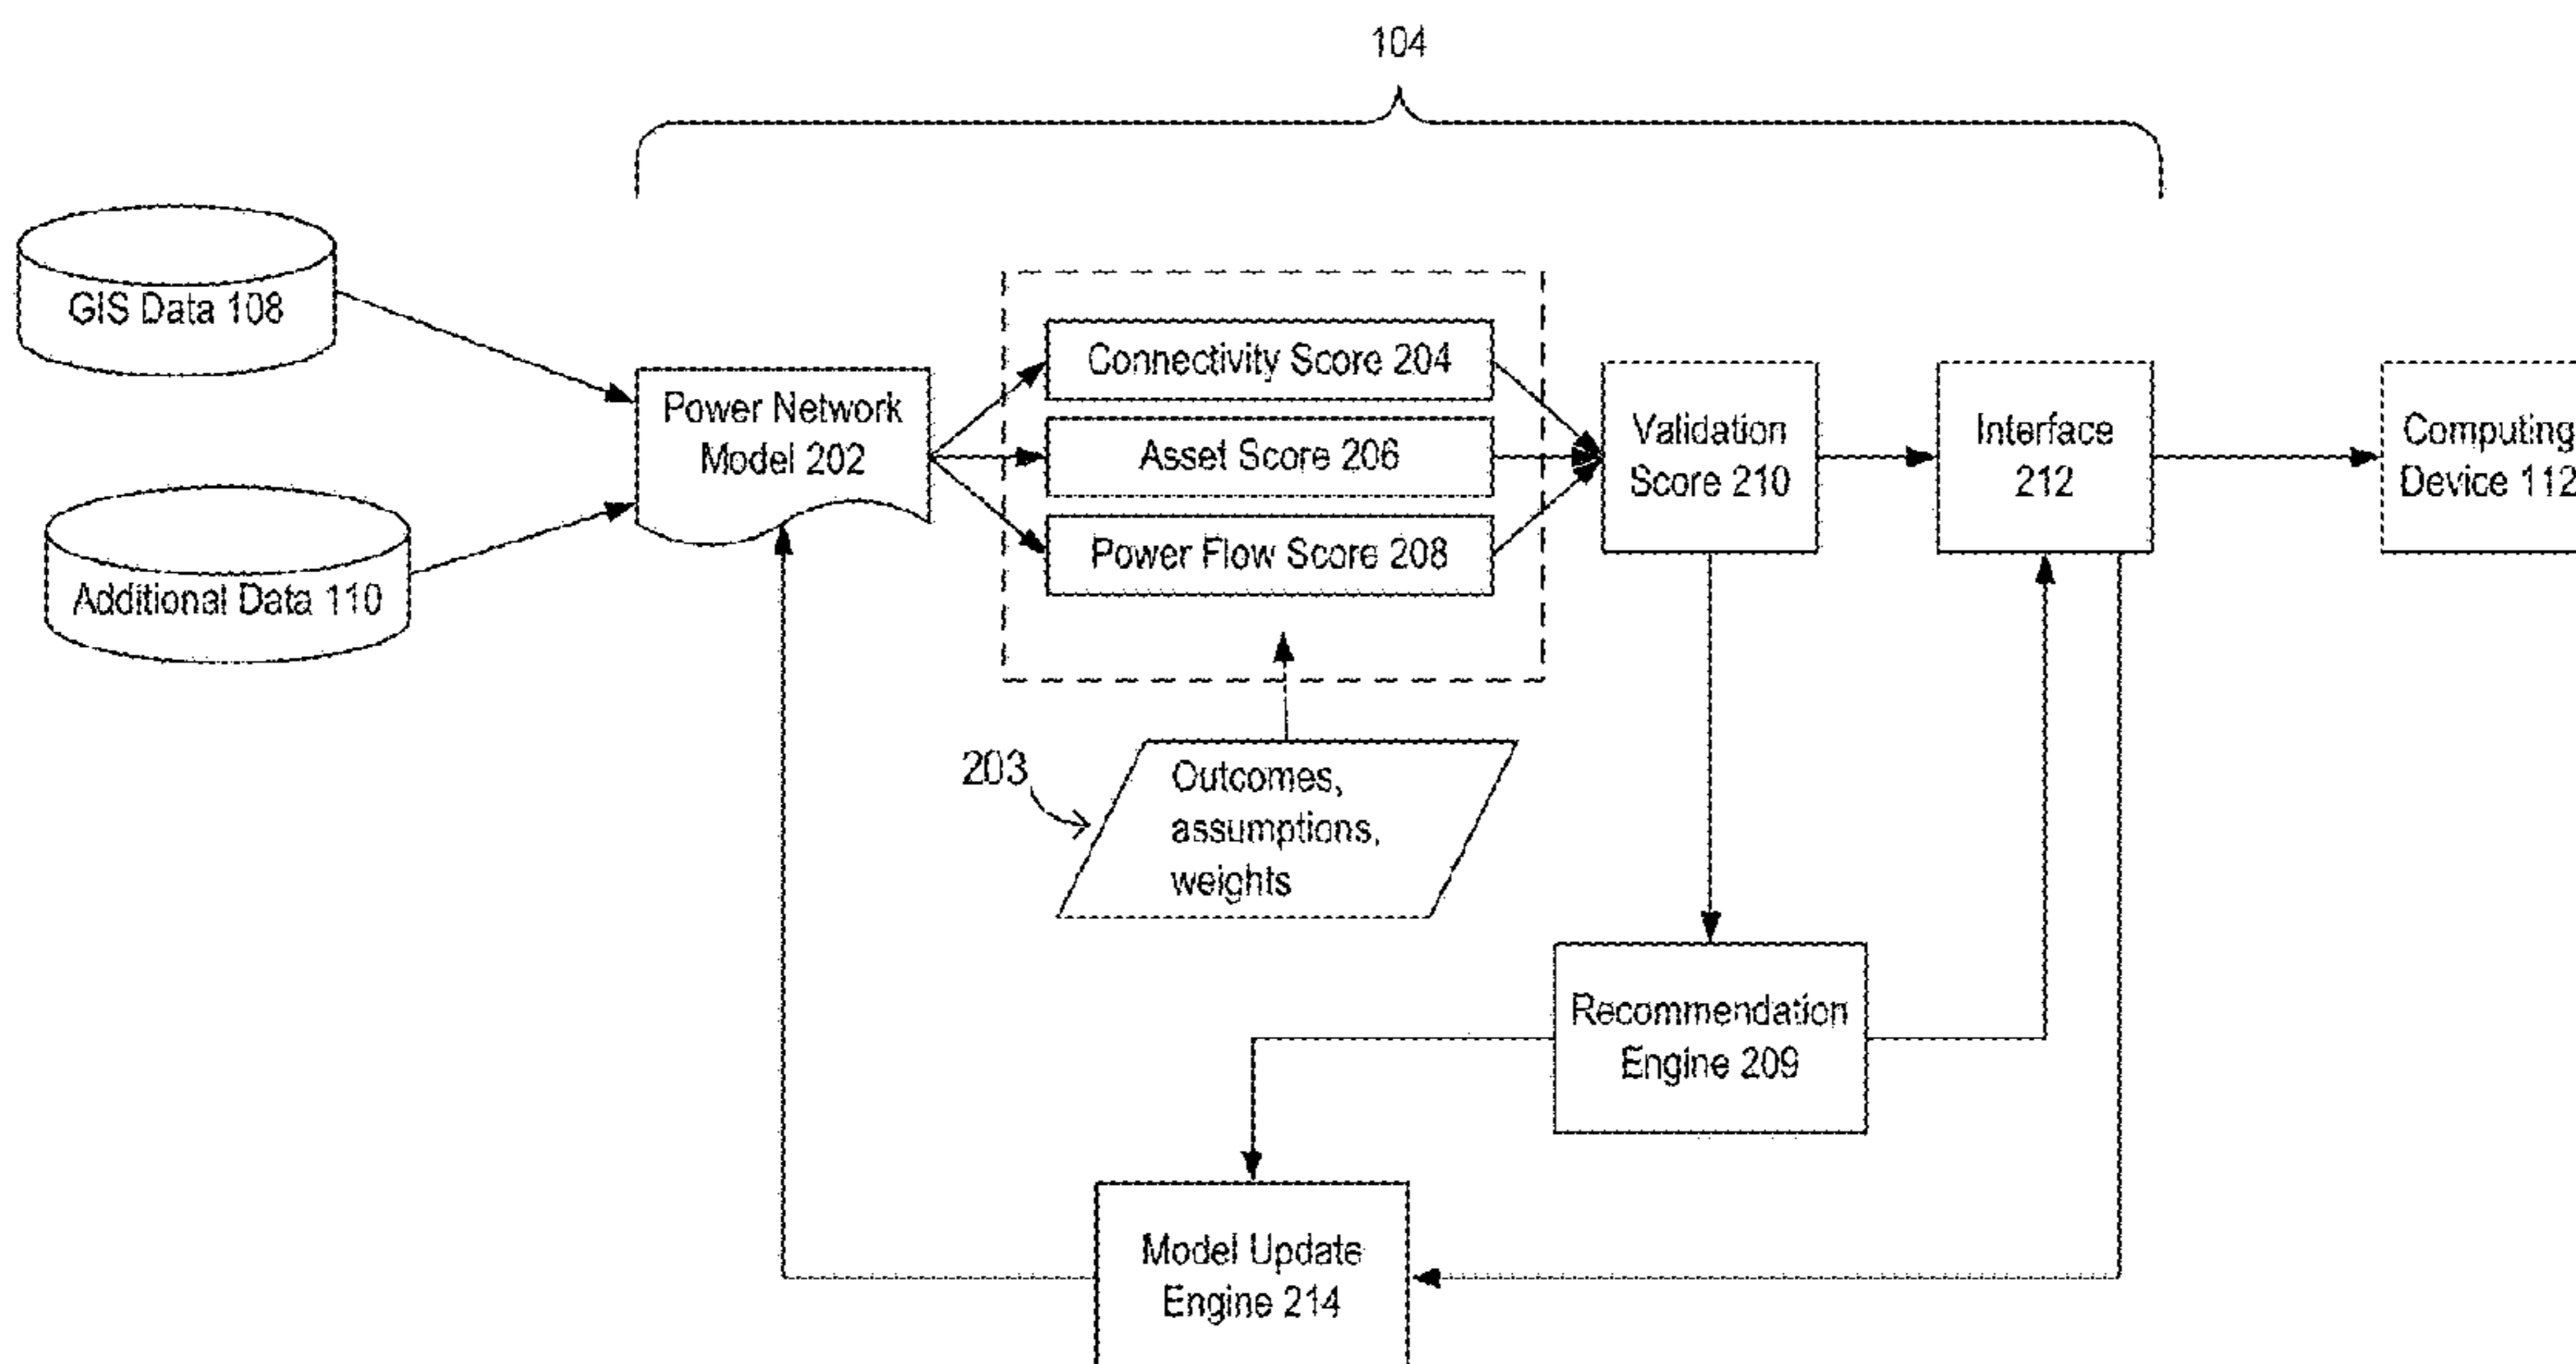 104
GIS Data 108
Additional Data 110
Power Network
Model 202
Connectivity Score 204
Asset Score 206
Power Flow Score 208
Validation
Score 210
Interface
212
Computing
Device 112
203
Outcomes,
assumptions,
weights
Recommendation
Engine 209
Model Update
Engine 214